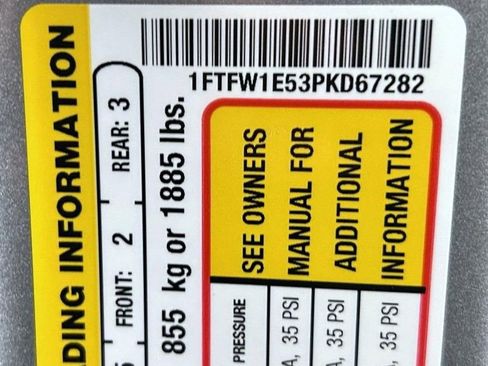 1FTFW1E53PKD67282
DING INFORMATION
FRONT: 2 REAR: 3
855 kg or 1885 lbs.
SEE OWNERS
MANUAL FOR
ADDITIONAL
INFORMATION
PRESSURE
35 PSI
35 PSI
35 PSI